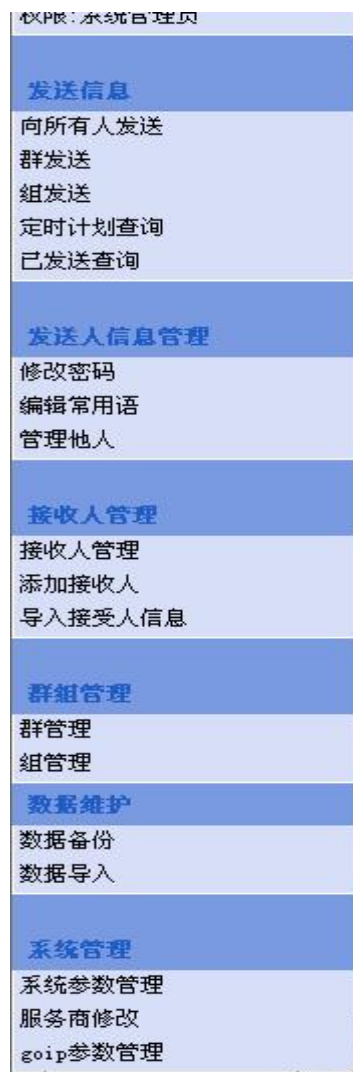 权限:系统管理员
发送信息
向所有人发送
群发送
组发送
定时计划查询
已发送查询
发送人信息管理
修改密码
编辑常用语
管理他人
接收人管理
接收人管理
添加接收人
导入接受人信息
群组管理
群管理
组管理
数据维护
数据备份
数据导入
系统管理
系统参数管理
服务商修改
goip参数管理